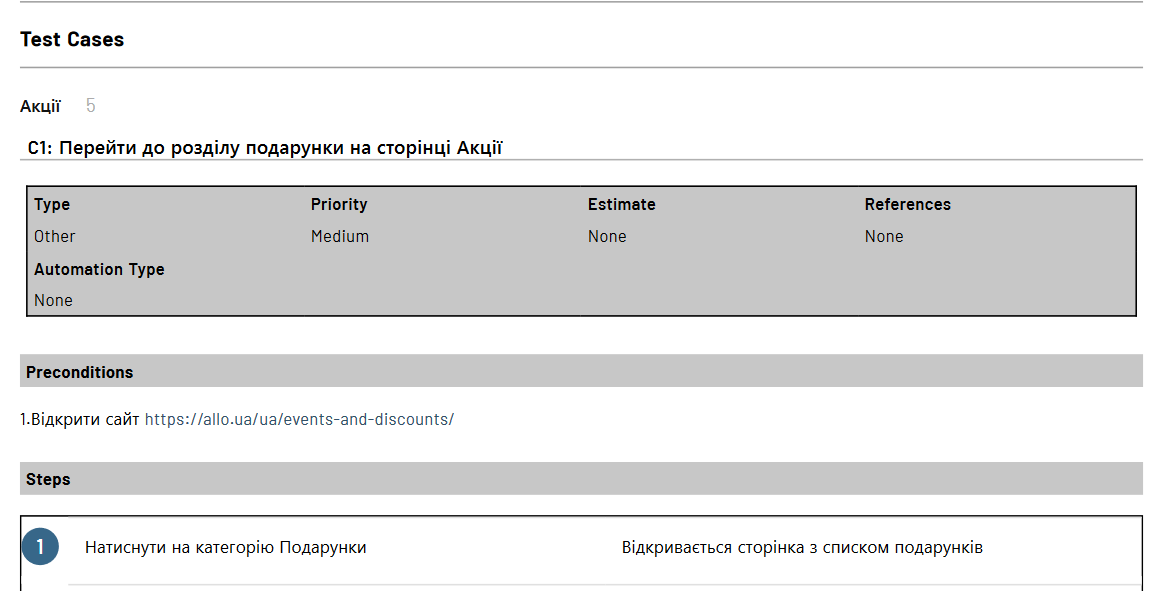 Test Cases
Акції 5
C1: Перейти до розділу подарунки на сторінці Акції
Type Priority Estimate References
Other Medium None None
Automation Type
None
Preconditions
1.Відкрити сайт https://allo.ua/ua/events-and-discounts/
Steps
1 Натиснути на категорію Подарунки Відкривається сторінка з списком подарунків